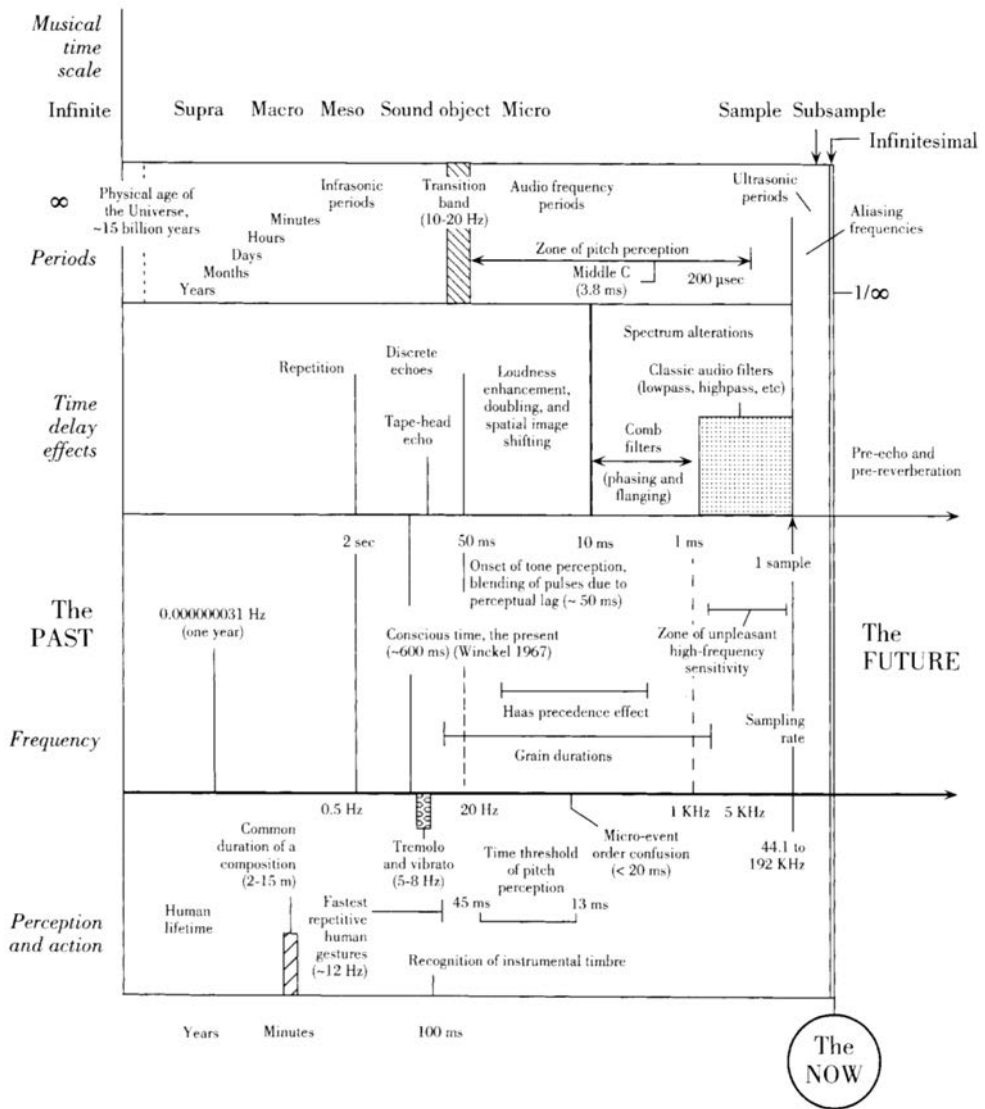 Musical
time
scale
Infinite Supra Macro Meso Sound object Micro Sample Subsample
Infinitesimal
∞
Periods
Physical age of
the Universe,
~15 billion years
Years
Months
Days
Hours
Minutes
Infrasonic
periods
Transition
band
(10-20 Hz)
Audio frequency
periods
Ultrasonic
periods
Aliasing
frequencies
Zone of pitch perception
Middle C
(3.8 ms)
200 µsec
1/∞
Time
delay
effects
Repetition
Discrete
echoes
Tape-head
echo
Loudness
enhancement,
doubling, and
spatial image
shifting
Spectrum alterations
Comb
filters
(phasing and
flanging)
Classic audio filters
(lowpass, highpass, etc)
Pre-echo and
pre-reverberation
2 sec 50 ms 10 ms 1 ms
1 sample
The
PAST
0.000000031 Hz
(one year)
Onset of tone perception,
blending of pulses due to
perceptual lag (~ 50 ms)
Conscious time, the present
(~600 ms) (Winckel 1967)
Zone of unpleasant
high-frequency
sensitivity
The
FUTURE
Haas precedence effect
Grain durations
Sampling
rate
Frequency
0.5 Hz 20 Hz 1 KHz 5 KHz
44.1 to
192 KHz
Common
duration of a
composition
(2-15 m)
Tremolo
and vibrato
(5-8 Hz)
Time threshold
of pitch
perception
45 ms 13 ms
Micro-event
order confusion
(< 20 ms)
Perception
and action
Human
lifetime
Fastest
repetitive
human
gestures
(~12 Hz)
Recognition of instrumental timbre
Years Minutes 100 ms
The
NOW